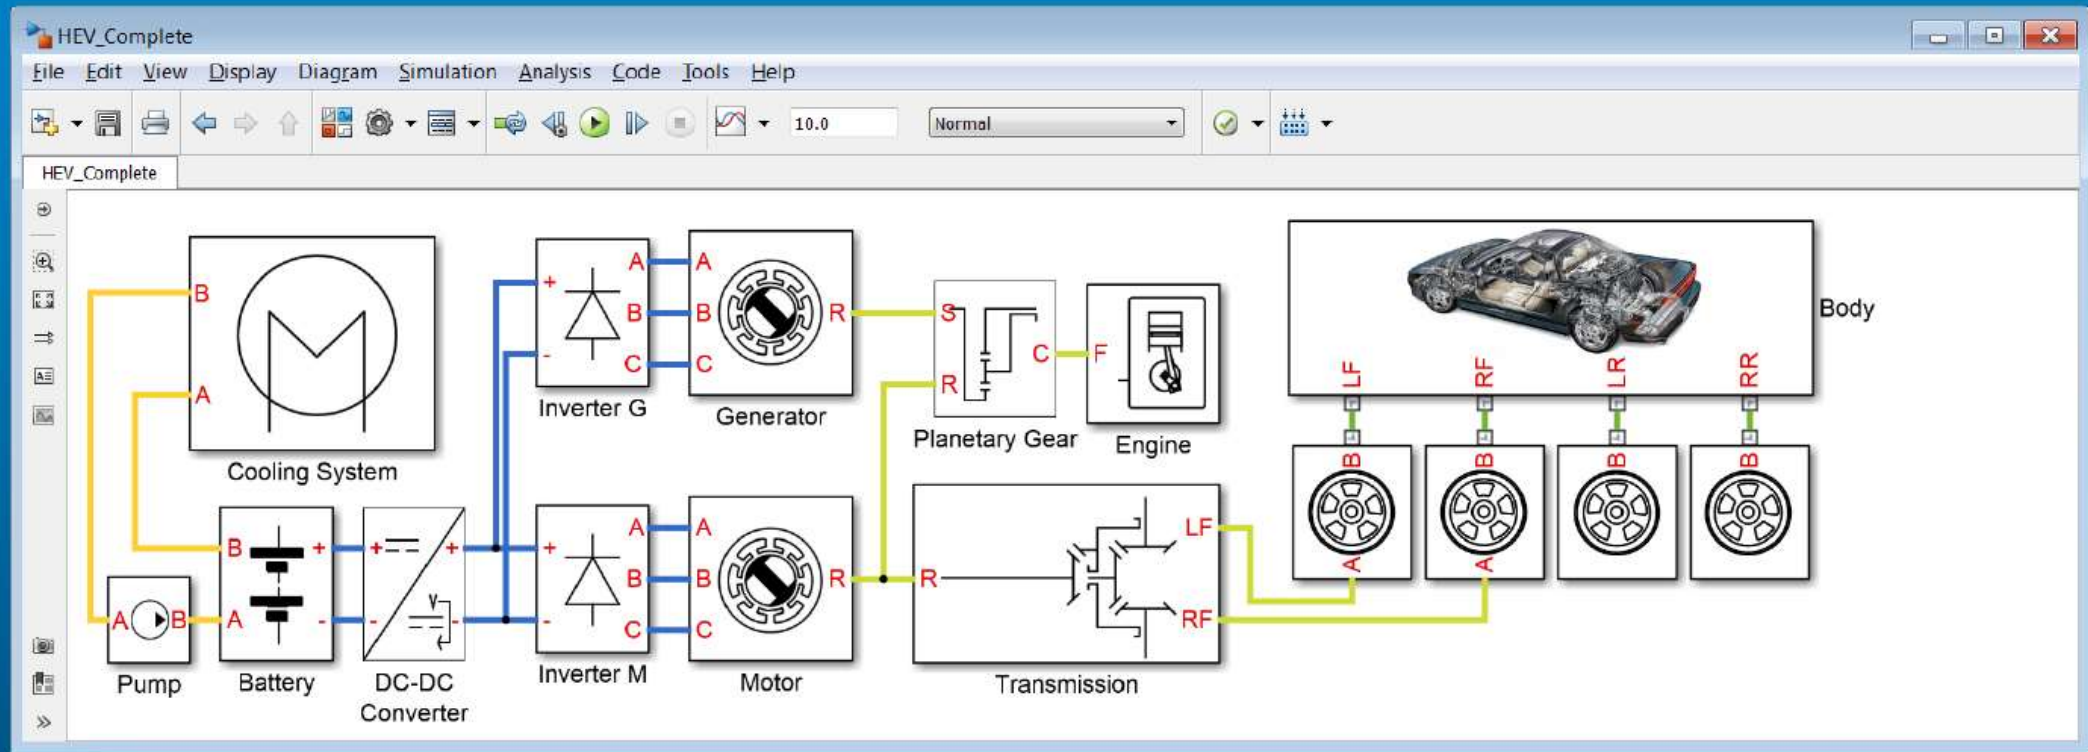 HEV_Complete
File Edit View Display Diagram Simulation Analysis Code Tools Help
10.0 Normal
HEV_Complete
B
A
Cooling System
A B
Pump
B + A -
Battery
+ + - -
DC-DC
Converter
+ A
B
- C
Inverter G
A
B R
C
Generator
+ A
B
- C
Inverter M
A
B R
C
Motor
S
C
R
Planetary Gear
F
Engine
R LF
RF
Transmission
LF RF LR RR
Body
B B B B
A A